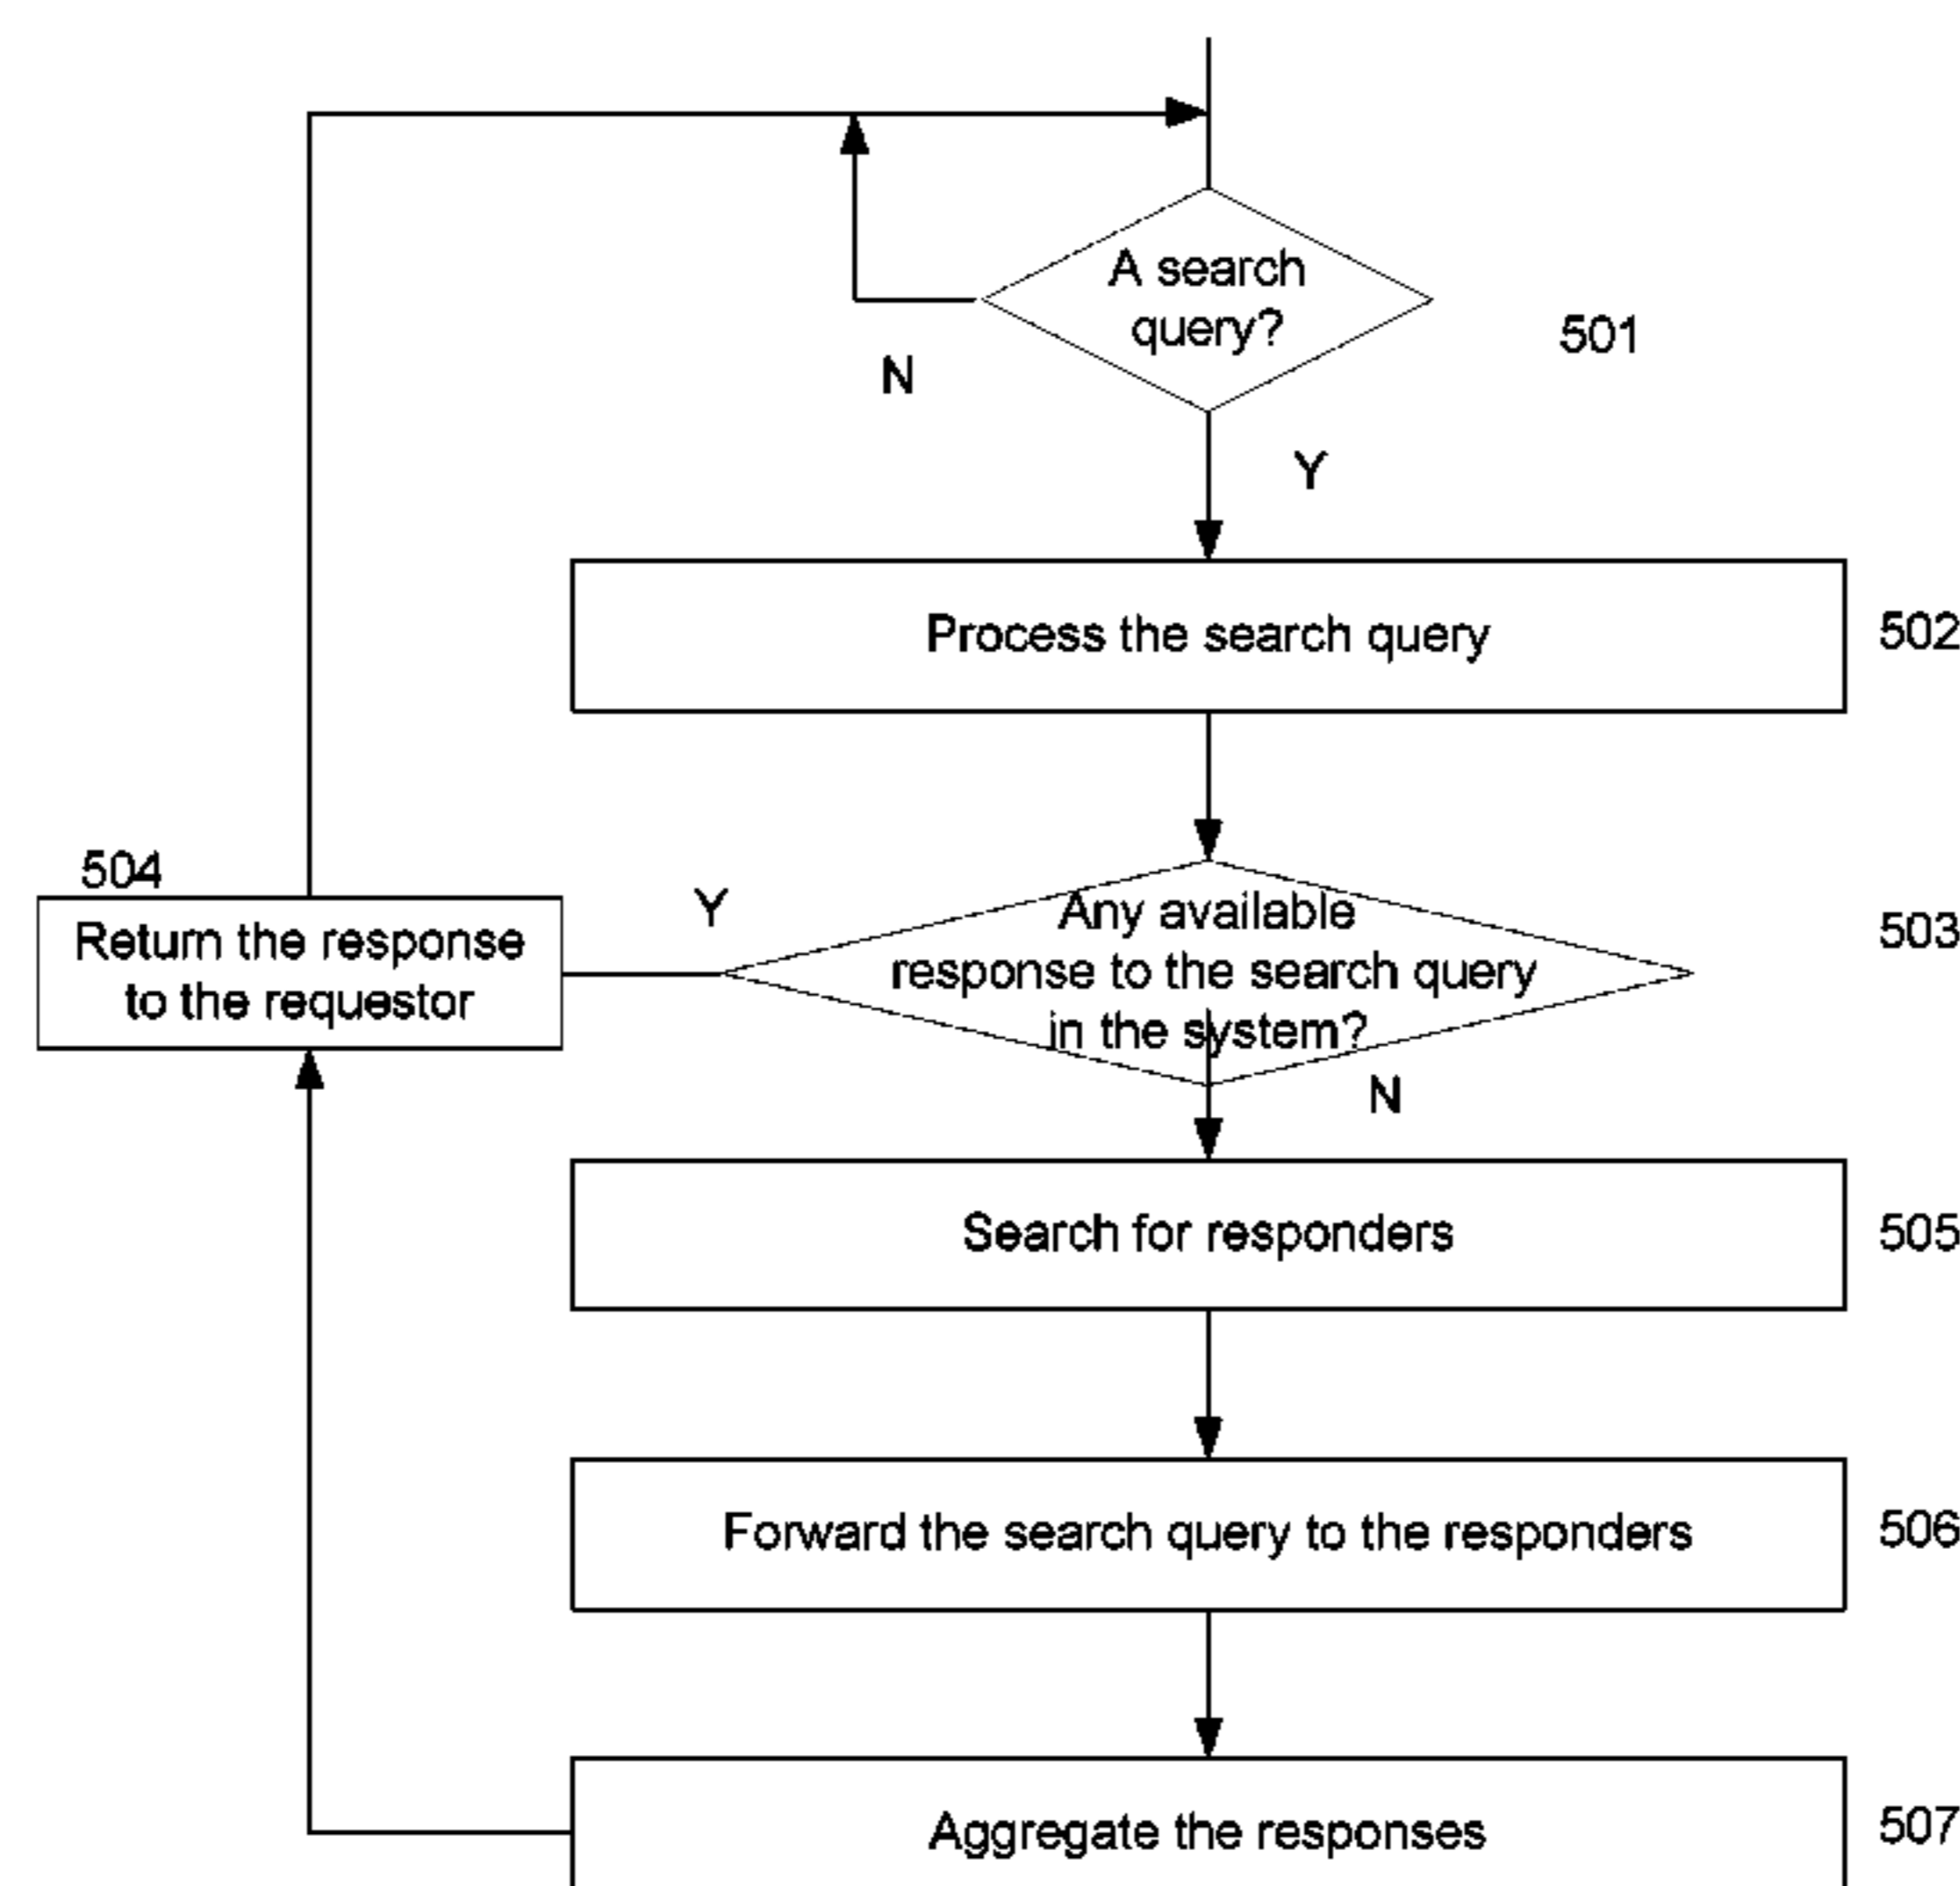 A search
query?
501
N
Y
Process the search query
502
504
Return the response
to the requestor
Y
Any available
response to the search query
in the system?
503
N
Search for responders
505
Forward the search query to the responders
506
Aggregate the responses
507